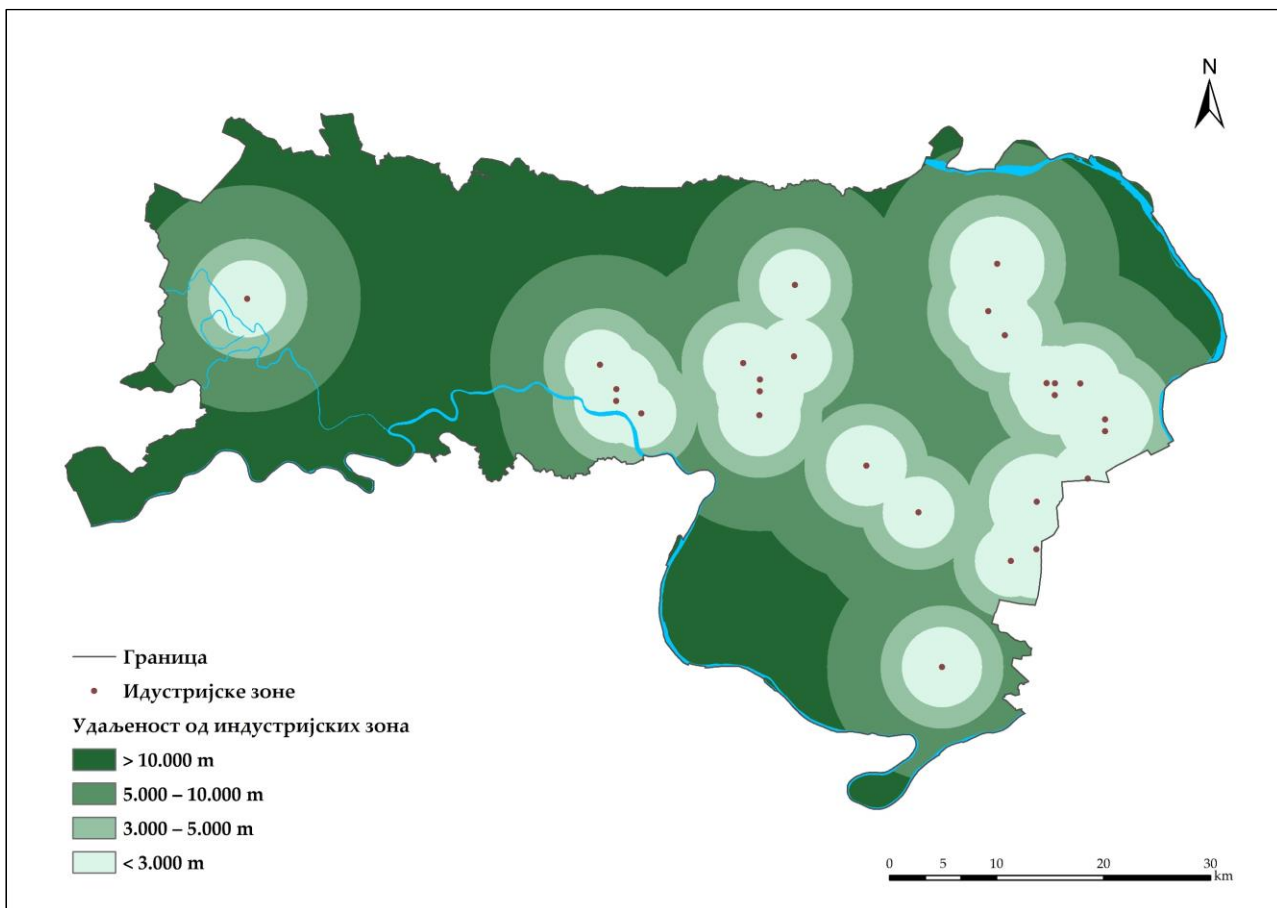 N
Граница
Идустријске зоне
Удаљеност од индустријских зона
> 10.000 m
5.000 – 10.000 m
3.000 – 5.000 m
< 3.000 m
0 5 10 20 30
km